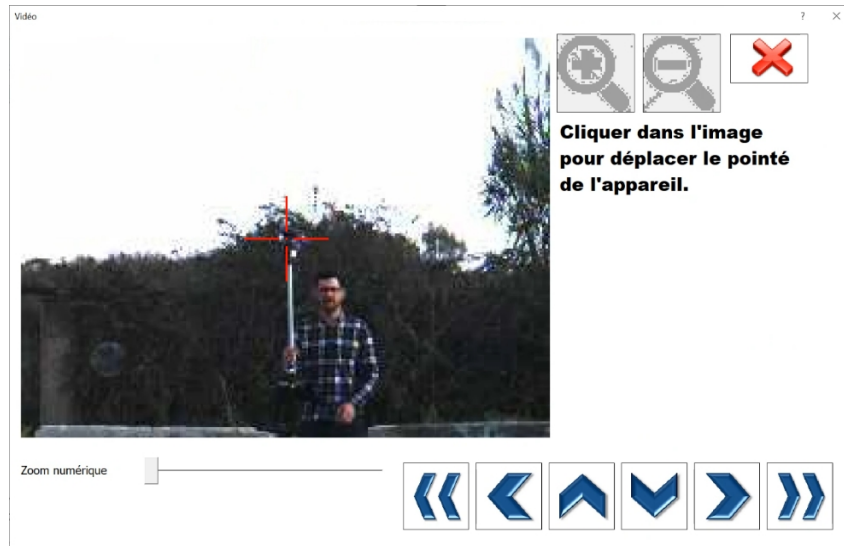 Vidéo
?
Cliquer dans l'image
pour déplacer le pointé
de l'appareil.
Zoom numérique